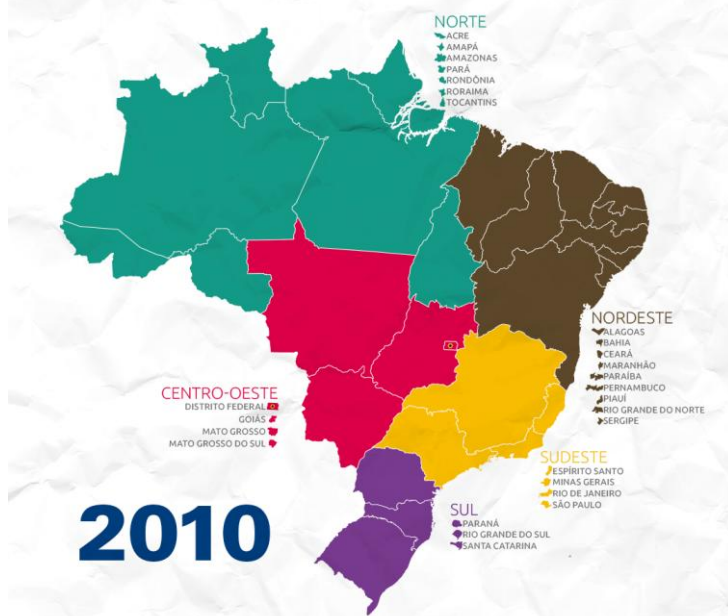 NORTE
ACRE
AMAPÁ
AMAZONAS
PARÁ
RONDÔNIA
RORAIMA
TOCANTINS
NORDESTE
ALAGOAS
BAHIA
CEARÁ
MARANHÃO
PARAÍBA
PERNAMBUCO
PIAUÍ
RIO GRANDE DO NORTE
SERGIPE
CENTRO-OESTE
DISTRITO FEDERAL
GOIÁS
MATO GROSSO
MATO GROSSO DO SUL
SUDESTE
ESPÍRITO SANTO
MINAS GERAIS
RIO DE JANEIRO
SÃO PAULO
SUL
PARANÁ
RIO GRANDE DO SUL
SANTA CATARINA
2010